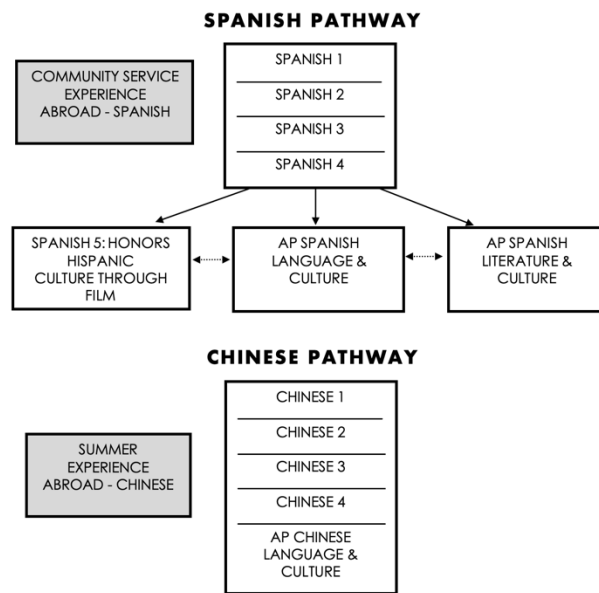 SPANISH PATHWAY
COMMUNITY SERVICE
EXPERIENCE
ABROAD - SPANISH
SPANISH 1
SPANISH 2
SPANISH 3
SPANISH 4
SPANISH 5: HONORS
HISPANIC
CULTURE THROUGH
FILM
AP SPANISH
LANGUAGE &
CULTURE
AP SPANISH
LITERATURE &
CULTURE
CHINESE PATHWAY
SUMMER
EXPERIENCE
ABROAD - CHINESE
CHINESE 1
CHINESE 2
CHINESE 3
CHINESE 4
AP CHINESE
LANGUAGE &
CULTURE